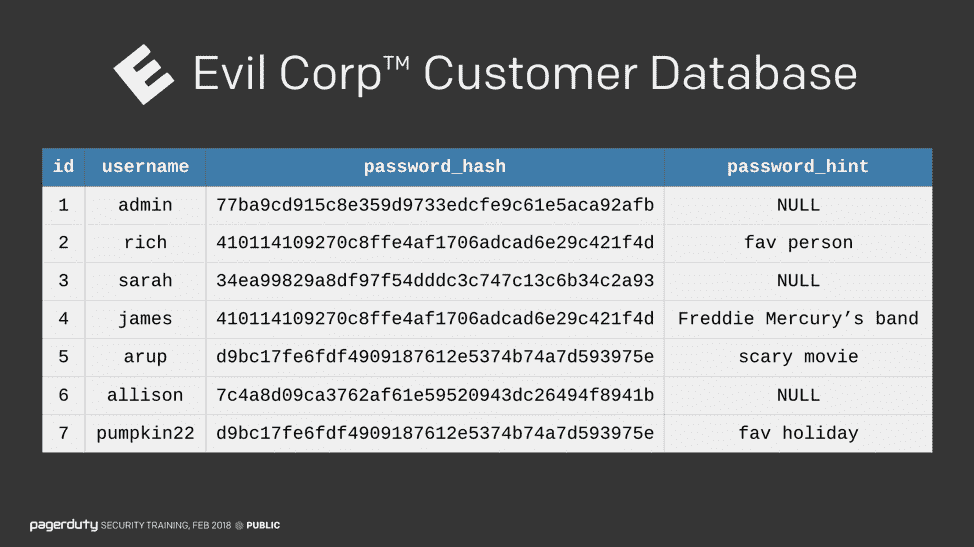 Evil Corp™ Customer Database
id username password_hash password_hint
1 admin 77ba9cd915c8e359d9733edcfe9c61e5aca92afb NULL
2 rich 410114109270c8ffe4af1706adcad6e29c421f4d fav person
3 sarah 34ea99829a8df97f54dddc3c747c13c6b34c2a93 NULL
4 james 410114109270c8ffe4af1706adcad6e29c421f4d Freddie Mercury’s band
5 arup d9bc17fe6fdf4909187612e5374b74a7d593975e scary movie
6 allison 7c4a8d09ca3762af61e59520943dc26494f8941b NULL
7 pumpkin22 d9bc17fe6fdf4909187612e5374b74a7d593975e fav holiday
pagerduty SECURITY TRAINING, FEB 2018 PUBLIC